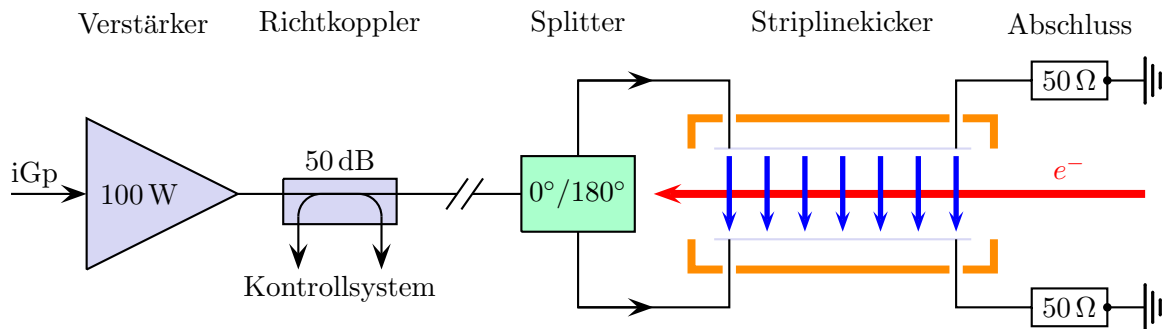 Verstärker
Richtkoppler
Splitter
Striplinekicker
Abschluss
50 Ω
50 dB
iGp
100 W
0°/180°
e⁻
Kontrollsystem
50 Ω